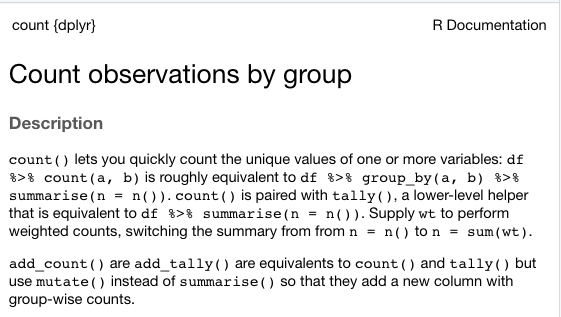 count {dplyr} R Documentation
Count observations by group
Description
count() lets you quickly count the unique values of one or more variables: df
%>% count(a, b) is roughly equivalent to df %>% group_by(a, b) %>%
summarise(n = n()). count() is paired with tally(), a lower-level helper
that is equivalent to df %>% summarise(n = n()). Supply wt to perform
weighted counts, switching the summary from from n = n() to n = sum(wt).
add_count() are add_tally() are equivalents to count() and tally() but
use mutate() instead of summarise() so that they add a new column with
group-wise counts.